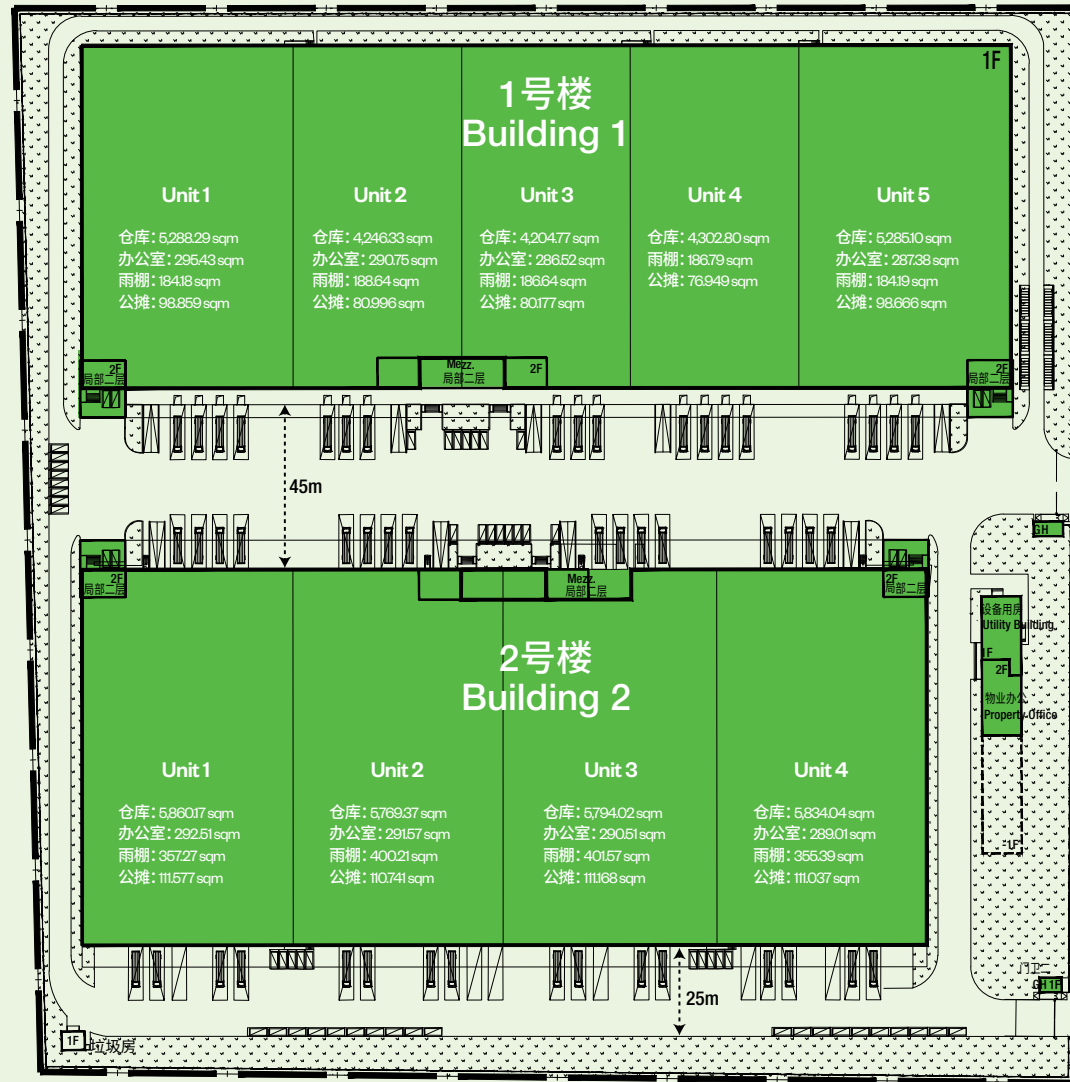 1F
1号楼
Building 1
Unit 1
仓库：5,288.29 sqm
办公室：295.43 sqm
雨棚：184.18 sqm
公摊：98.859 sqm
Unit 2
仓库：4,246.33 sqm
办公室：290.75 sqm
雨棚：188.64 sqm
公摊：80.996 sqm
Unit 3
仓库：4,204.77 sqm
办公室：286.52 sqm
雨棚：186.64 sqm
公摊：80.177 sqm
Unit 4
仓库：4,302.80 sqm
雨棚：186.79 sqm
公摊：76.949 sqm
Unit 5
仓库：5,285.10 sqm
办公室：287.38 sqm
雨棚：184.19 sqm
公摊：98.666 sqm
2F
局部二层
Mezz.
局部二层
2F
2F
局部二层
45m
GH
2F
局部二层
Mezz.
局部二层
2F
局部二层
设备用房
Utility Building
1F
2F
物业办公
Property Office
1F
2号楼
Building 2
Unit 1
仓库：5,860.17 sqm
办公室：292.51 sqm
雨棚：357.27 sqm
公摊：111.577 sqm
Unit 2
仓库：5,769.37 sqm
办公室：291.57 sqm
雨棚：400.21 sqm
公摊：110.741 sqm
Unit 3
仓库：5,794.02 sqm
办公室：290.51 sqm
雨棚：401.57 sqm
公摊：111.168 sqm
Unit 4
仓库：5,834.04 sqm
办公室：289.01 sqm
雨棚：355.39 sqm
公摊：111.037 sqm
25m
门卫二
GH 1F
1F
垃圾房